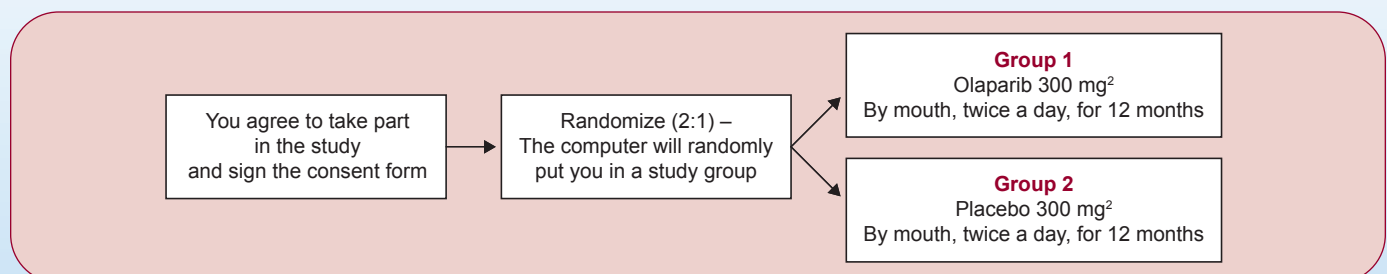 You agree to take part
in the study
and sign the consent form
Randomize (2:1) –
The computer will randomly
put you in a study group
Group 1
Olaparib 300 mg²
By mouth, twice a day, for 12 months
Group 2
Placebo 300 mg²
By mouth, twice a day, for 12 months